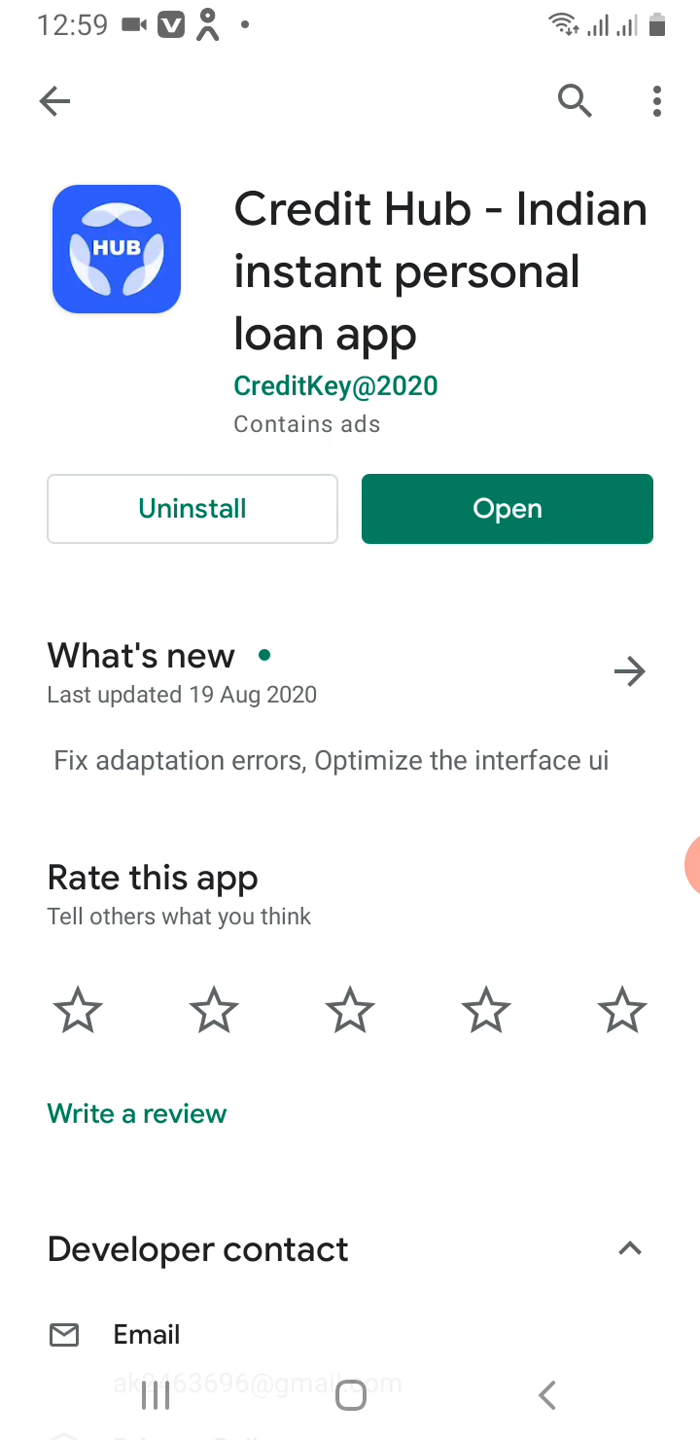 12:59
Credit Hub - Indian
instant personal
loan app
HUB
CreditKey@2020
Contains ads
Uninstall
Open
What's new
Last updated 19 Aug 2020
Fix adaptation errors, Optimize the interface ui
Rate this app
Tell others what you think
Write a review
Developer contact
Email